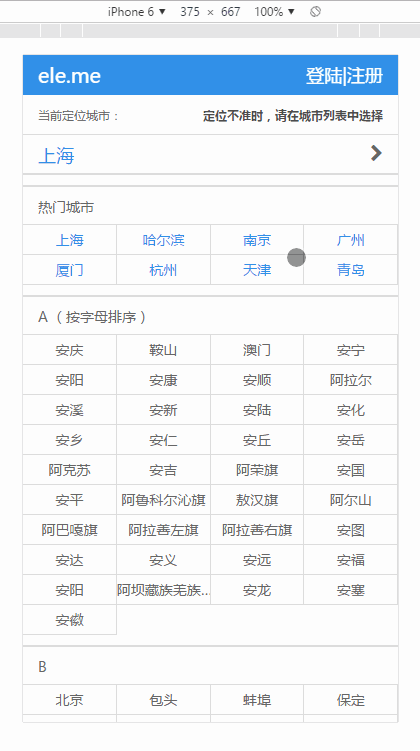 iPhone 6 ▼ 375 × 667 100% ▼
ele.me 登陆|注册
当前定位城市： 定位不准时，请在城市列表中选择
上海
热门城市
上海 哈尔滨 南京 广州
厦门 杭州 天津 青岛
A （按字母排序）
安庆 鞍山 澳门 安宁
安阳 安康 安顺 阿拉尔
安溪 安新 安陆 安化
安乡 安仁 安丘 安岳
阿克苏 安吉 阿荣旗 安国
安平 阿鲁科尔沁旗 敖汉旗 阿尔山
阿巴嘎旗 阿拉善左旗 阿拉善右旗 安图
安达 安义 安远 安福
安阳 阿坝藏族羌族... 安龙 安塞
安徽
B
北京 包头 蚌埠 保定